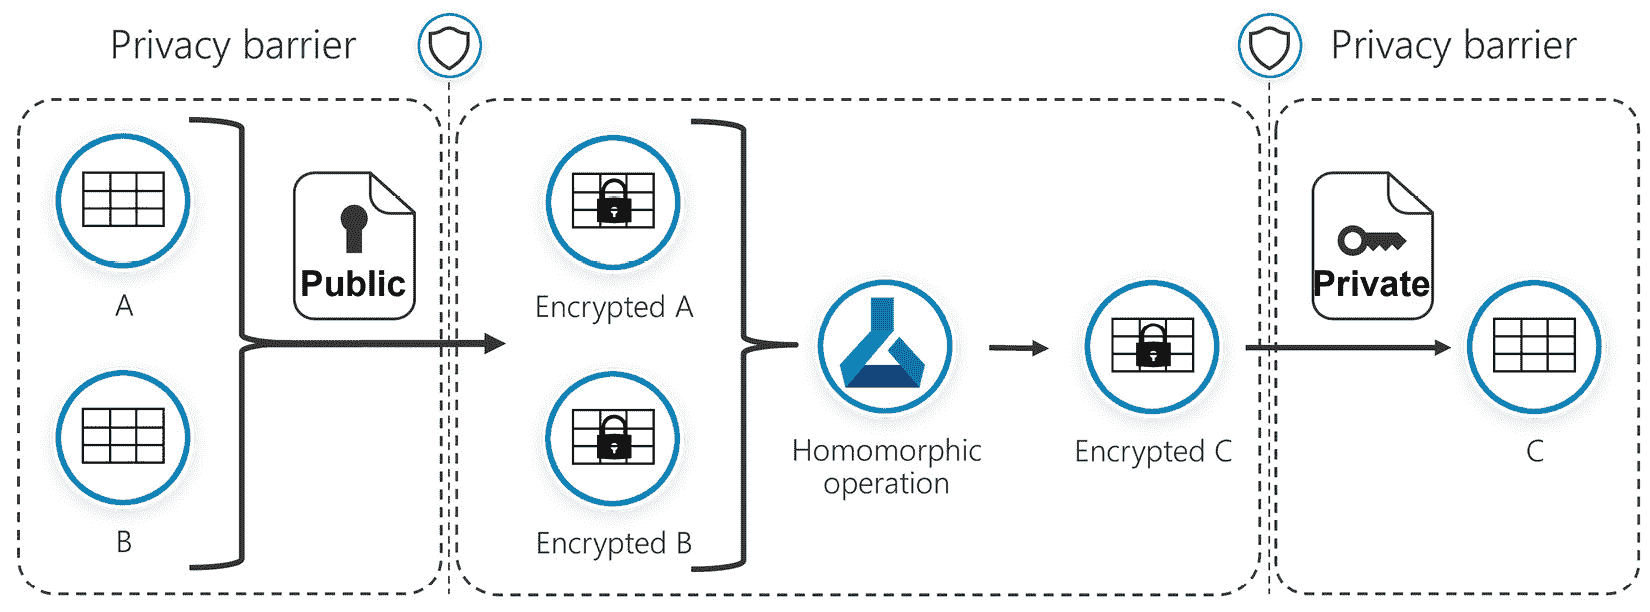 Privacy barrier
Privacy barrier
A
B
Public
Encrypted A
Encrypted B
Homomorphic
operation
Encrypted C
Private
C